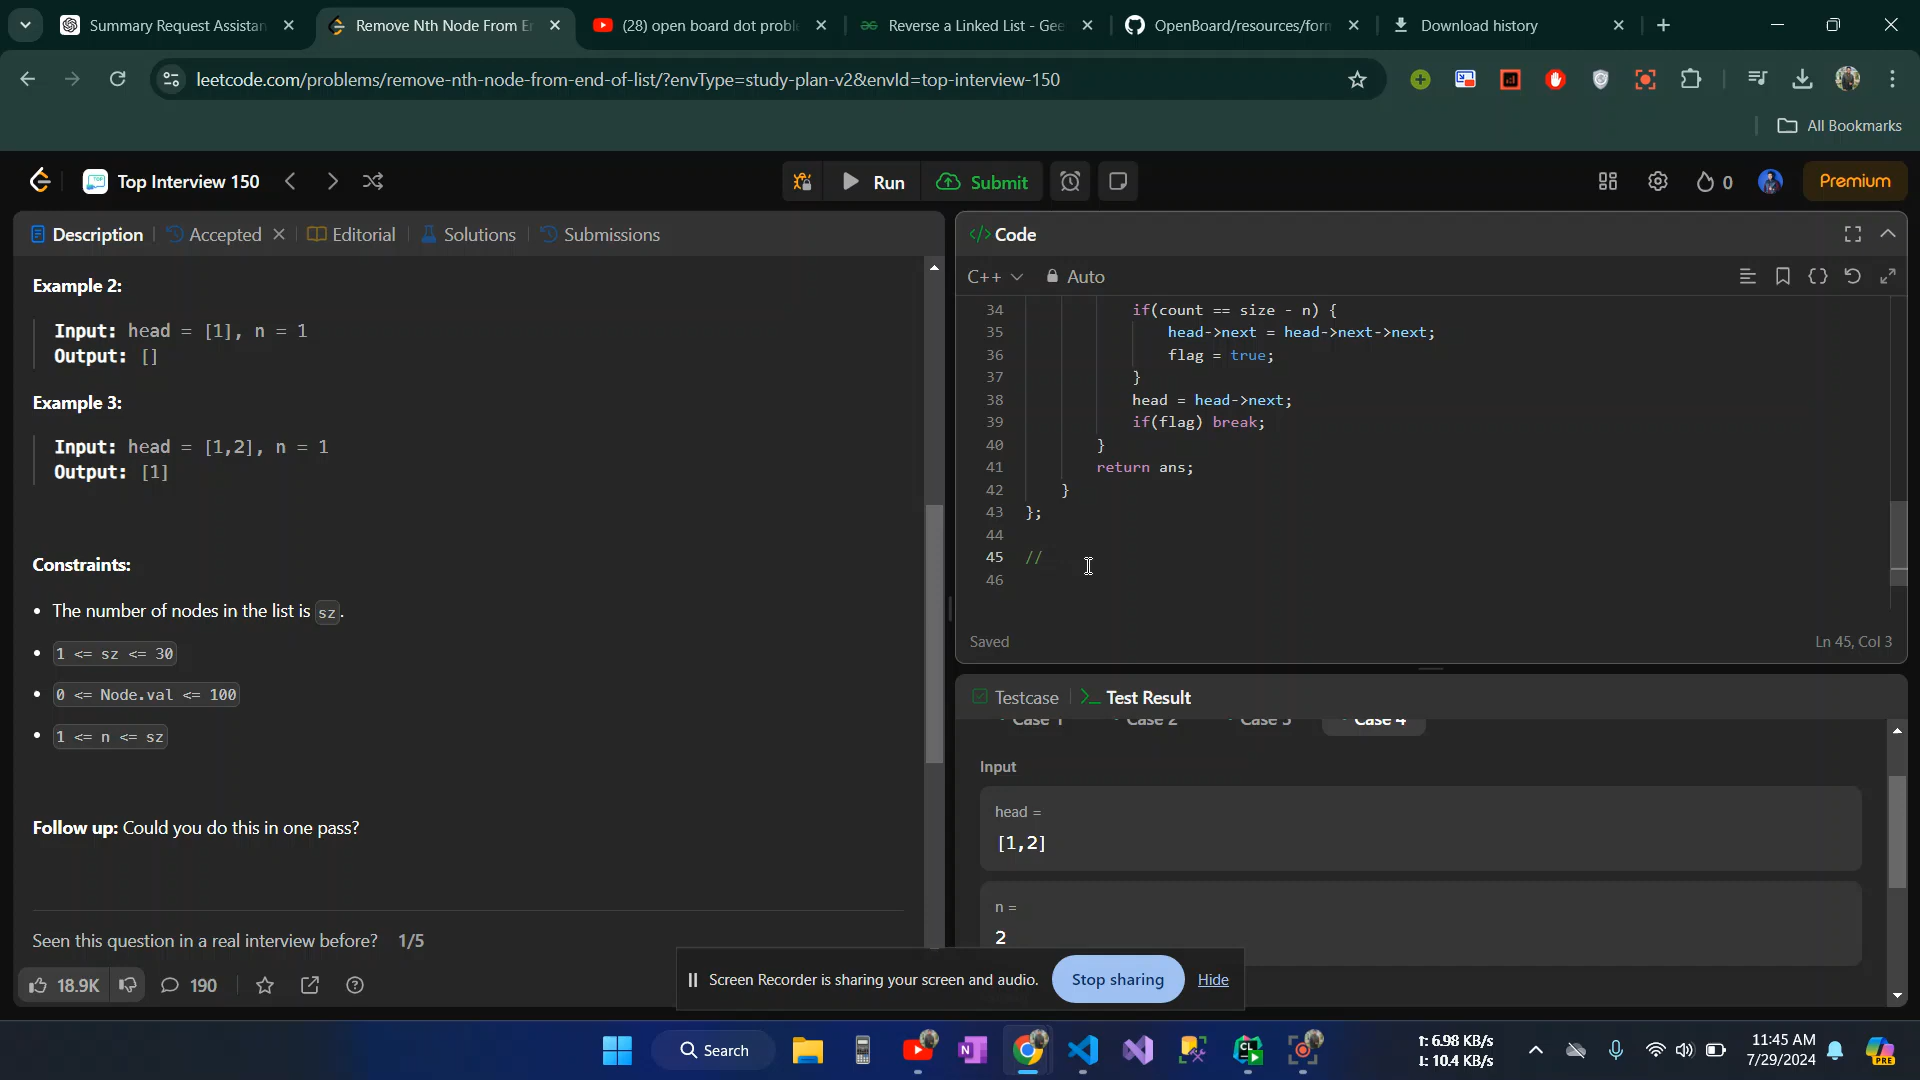 Summary Request Assistan
Remove Nth Node From E
(28) open board dot proble
Reverse a Linked List - Gee
OpenBoard/resources/forn
Download history
leetcode.com/problems/remove-nth-node-from-end-of-list/?envType=study-plan-v2&envId=top-interview-150
All Bookmarks
Top Interview 150
Run
Submit
0
Premium
Description
Accepted
Editorial
Solutions
Submissions
Example 2:
Input: head = [1], n = 1
Output: []
Example 3:
Input: head = [1,2], n = 1
Output: [1]
Constraints:
• The number of nodes in the list is sz.
• 1 <= sz <= 30
• 0 <= Node.val <= 100
• 1 <= n <= sz
Follow up: Could you do this in one pass?
Seen this question in a real interview before? 1/5
18.9K
190
</> Code
C++
Auto
34 if(count == size - n) {
35 head->next = head->next->next;
36 flag = true;
37 }
38 head = head->next;
39 if(flag) break;
40 }
41 return ans;
42 }
43 };
44
45 //
46
Saved
Ln 45, Col 3
Testcase
>_ Test Result
Case 1
Case 2
Case 3
Case 4
Input
head =
[1,2]
n =
2
Screen Recorder is sharing your screen and audio.
Stop sharing
Hide
Search
6.98 KB/s
10.4 KB/s
11:45 AM
7/29/2024
PRE